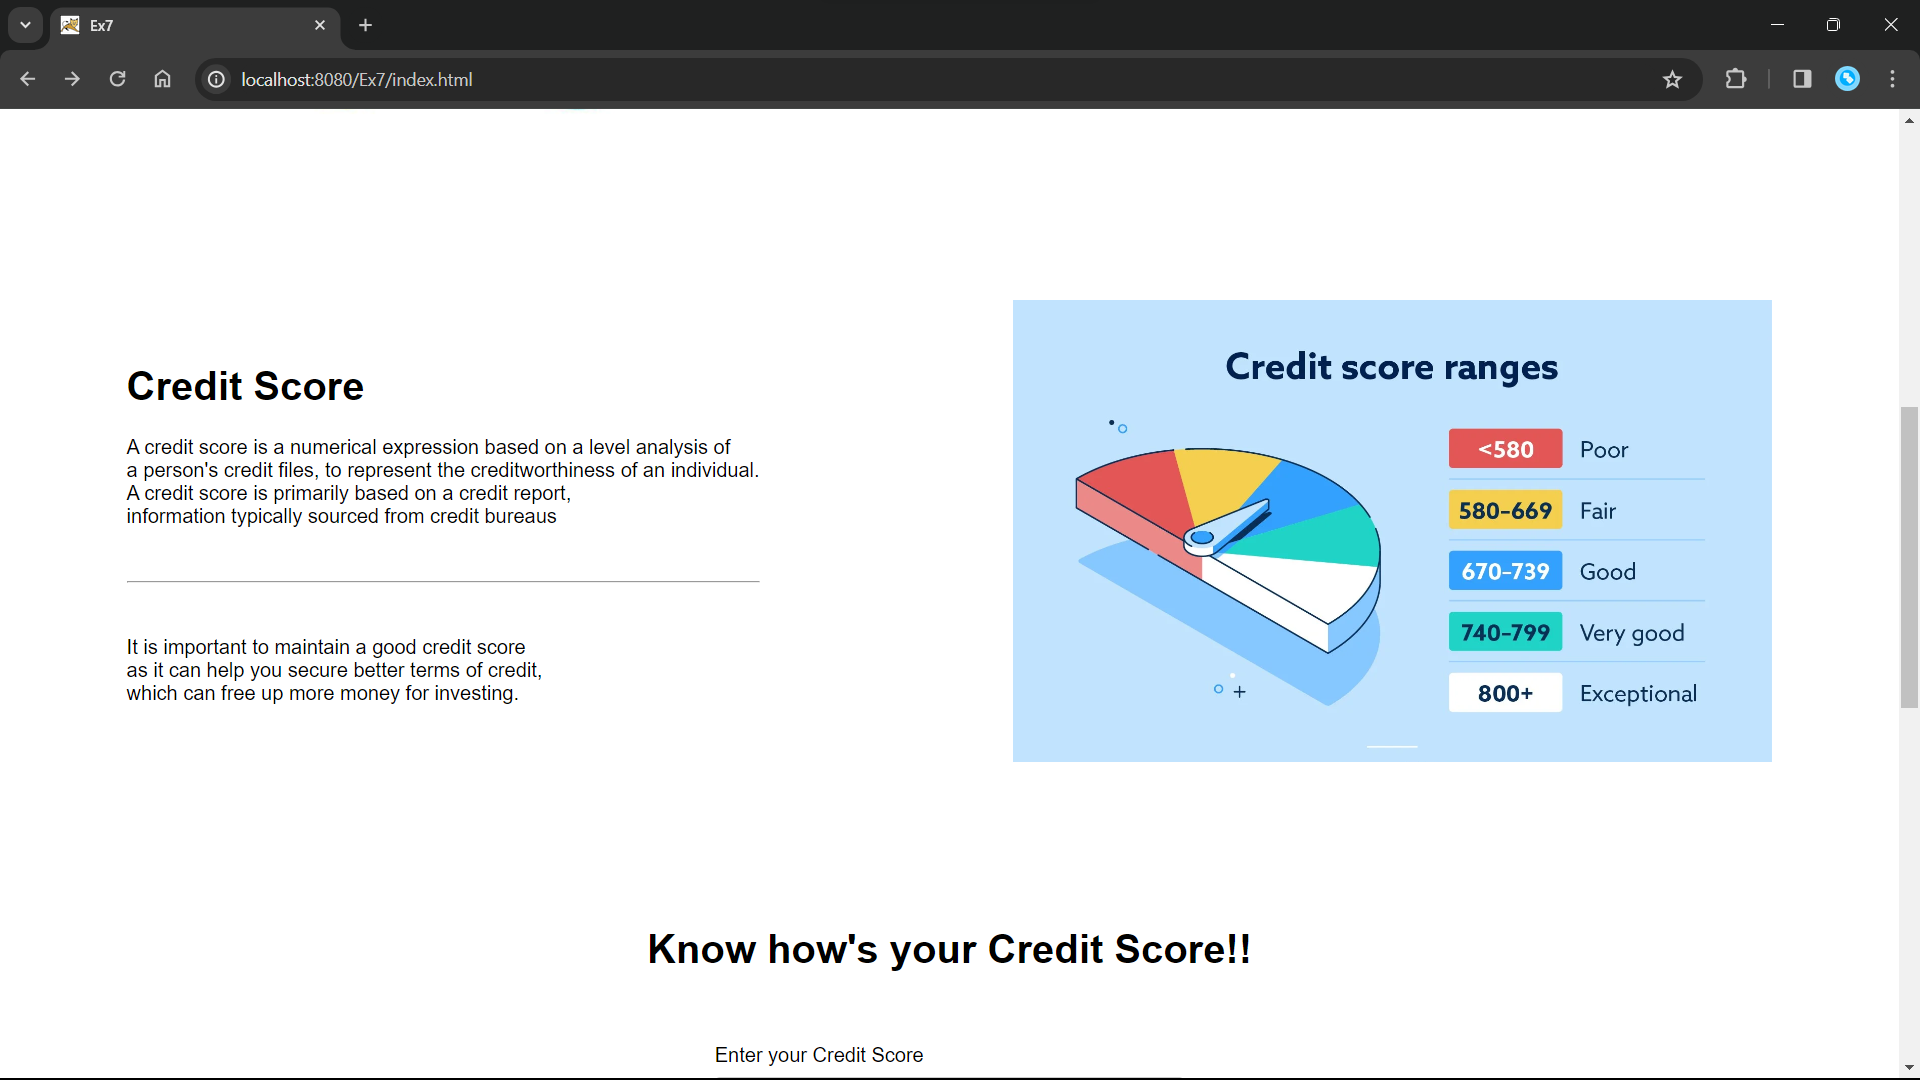 Ex7
localhost:8080/Ex7/index.html
Credit Score
A credit score is a numerical expression based on a level analysis of
a person's credit files, to represent the creditworthiness of an individual.
A credit score is primarily based on a credit report,
information typically sourced from credit bureaus
It is important to maintain a good credit score
as it can help you secure better terms of credit,
which can free up more money for investing.
Credit score ranges
<580 Poor
580–669 Fair
670–739 Good
740–799 Very good
800+ Exceptional
Know how's your Credit Score!!
Enter your Credit Score